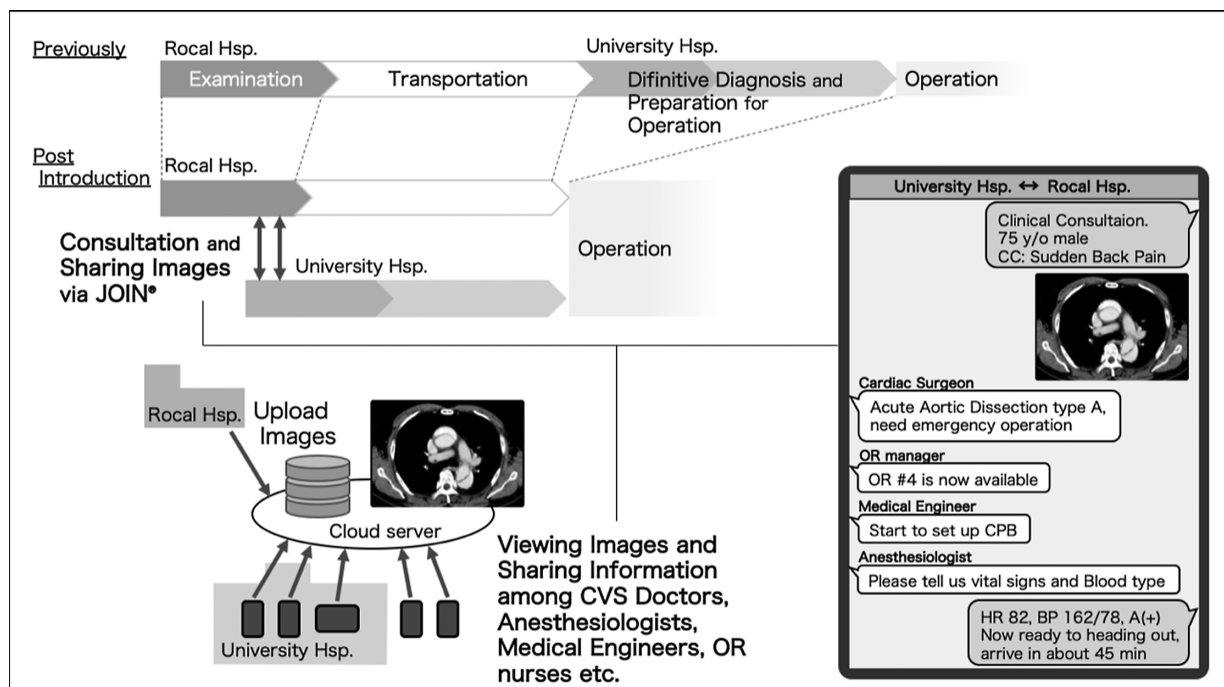 Previously
Rocal Hsp.
University Hsp.
Examination
Transportation
Difinitive Diagnosis and
Preparation for
Operation
Operation
Post
Introduction
Rocal Hsp.
Consultation and
Sharing Images
via JOIN®
University Hsp.
Operation
Rocal Hsp.
Upload
Images
Cloud server
University Hsp.
Viewing Images and
Sharing Information
among CVS Doctors,
Anesthesiologists,
Medical Engineers, OR
nurses etc.
University Hsp. ↔ Rocal Hsp.
Clinical Consultaion.
75 y/o male
CC: Sudden Back Pain
Cardiac Surgeon
Acute Aortic Dissection type A,
need emergency operation
OR manager
OR #4 is now available
Medical Engineer
Start to set up CPB
Anesthesiologist
Please tell us vital signs and Blood type
HR 82, BP 162/78, A(+)
Now ready to heading out,
arrive in about 45 min